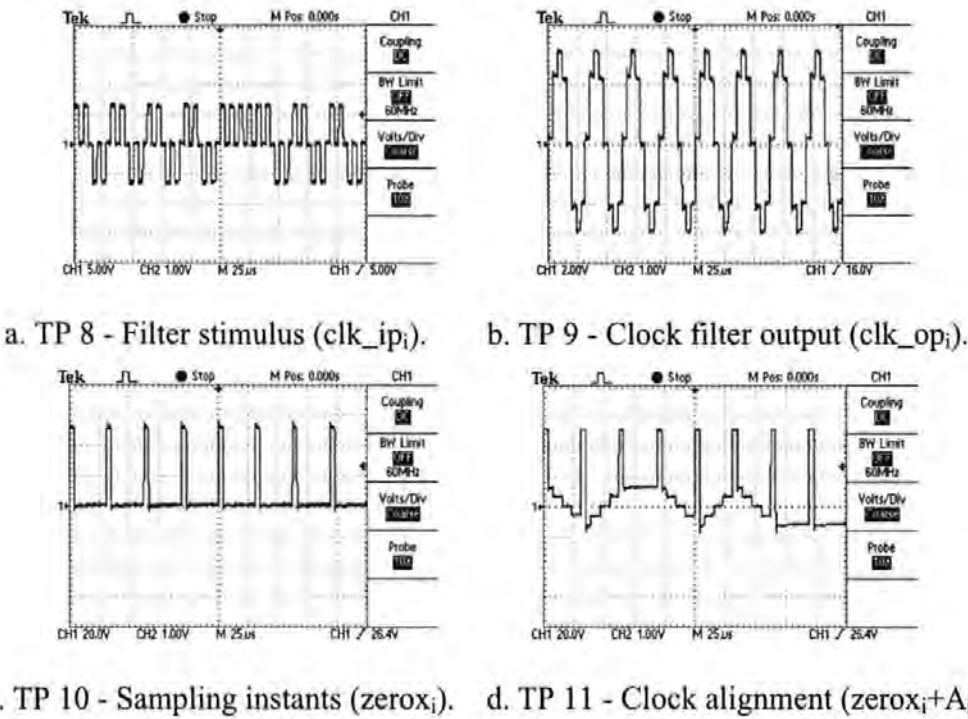 Tek Stop M Pos: 0.000s CH1
Coupling
DC
BW Limit
OFF
60MHz
Volts/Div
Coarse
Probe
10X
1
CH1 5.00V CH2 1.00V M 25µs CH1 / 5.00V
a. TP 8 - Filter stimulus (clk_ipᵢ).
Tek Stop M Pos: 0.000s CH1
Coupling
DC
BW Limit
OFF
60MHz
Volts/Div
Coarse
Probe
10X
1
CH1 2.00V CH2 1.00V M 25µs CH1 / 16.0V
b. TP 9 - Clock filter output (clk_opᵢ).
Tek Stop M Pos: 0.000s CH1
Coupling
DC
BW Limit
OFF
60MHz
Volts/Div
Coarse
Probe
10X
1
CH1 20.0V CH2 1.00V M 25µs CH1 / 26.4V
. TP 10 - Sampling instants (zeroxᵢ).
Tek Stop M Pos: 0.000s CH1
Coupling
DC
BW Limit
OFF
60MHz
Volts/Div
Coarse
Probe
10X
1
CH1 20.0V CH2 1.00V M 25µs CH1 / 26.4V
d. TP 11 - Clock alignment (zeroxᵢ+A